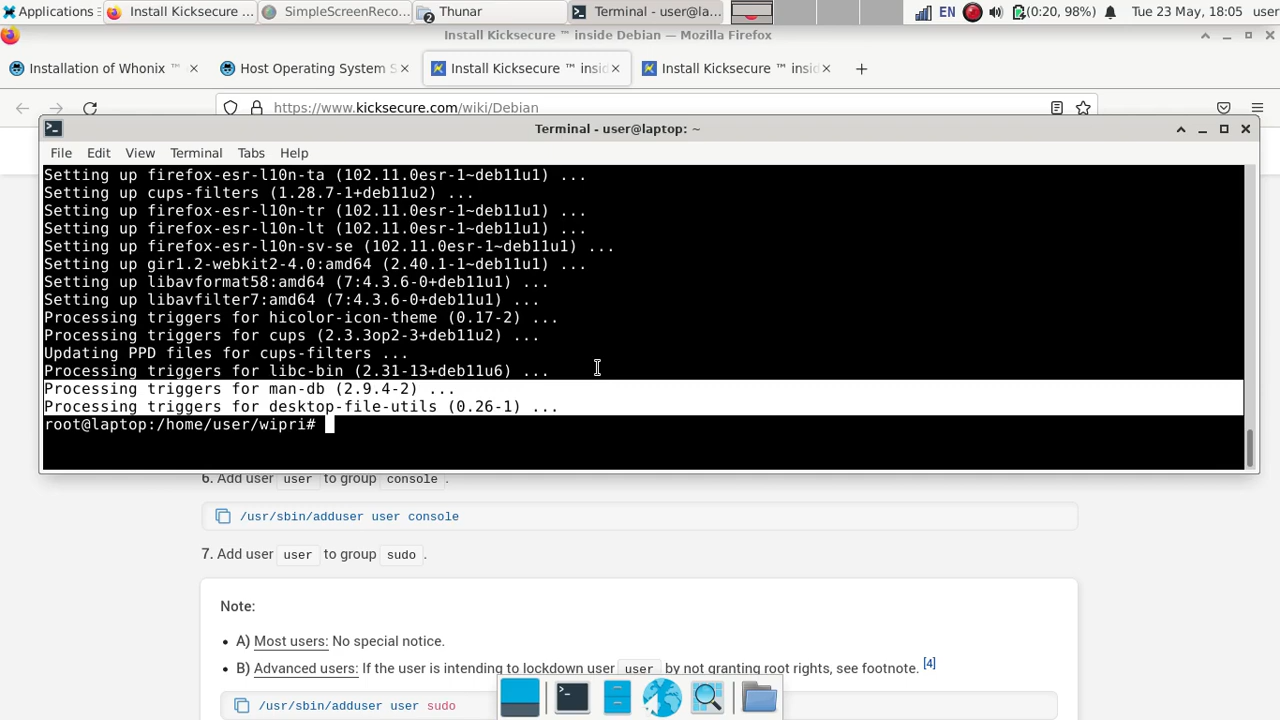 Applications
Install Kicksecure ™ inside Debian ...
SimpleScreenReco...
2
Thunar
Terminal - user@la...
EN
(0:20, 98%)
Tue 23 May, 18:05
user
Install Kicksecure ™ inside Debian — Mozilla Firefox
Installation of Whonix ™
Host Operating System S
Install Kicksecure ™ insid
Install Kicksecure ™ insid
https://www.kicksecure.com/wiki/Debian
Terminal - user@laptop: ~
File Edit View Terminal Tabs Help
Setting up firefox-esr-l10n-ta (102.11.0esr-1~deb11u1) ...
Setting up cups-filters (1.28.7-1+deb11u2) ...
Setting up firefox-esr-l10n-tr (102.11.0esr-1~deb11u1) ...
Setting up firefox-esr-l10n-lt (102.11.0esr-1~deb11u1) ...
Setting up firefox-esr-l10n-sv-se (102.11.0esr-1~deb11u1) ...
Setting up gir1.2-webkit2-4.0:amd64 (2.40.1-1~deb11u1) ...
Setting up libavformat58:amd64 (7:4.3.6-0+deb11u1) ...
Setting up libavfilter7:amd64 (7:4.3.6-0+deb11u1) ...
Processing triggers for hicolor-icon-theme (0.17-2) ...
Processing triggers for cups (2.3.3op2-3+deb11u2) ...
Updating PPD files for cups-filters ...
Processing triggers for libc-bin (2.31-13+deb11u6) ...
Processing triggers for man-db (2.9.4-2) ...
Processing triggers for desktop-file-utils (0.26-1) ...
root@laptop:/home/user/wipri#
6. Add user user to group console.
/usr/sbin/adduser user console
7. Add user user to group sudo.
Note:
• A) Most users: No special notice.
• B) Advanced users: If the user is intending to lockdown user user by not granting root rights, see footnote. [4]
/usr/sbin/adduser user sudo